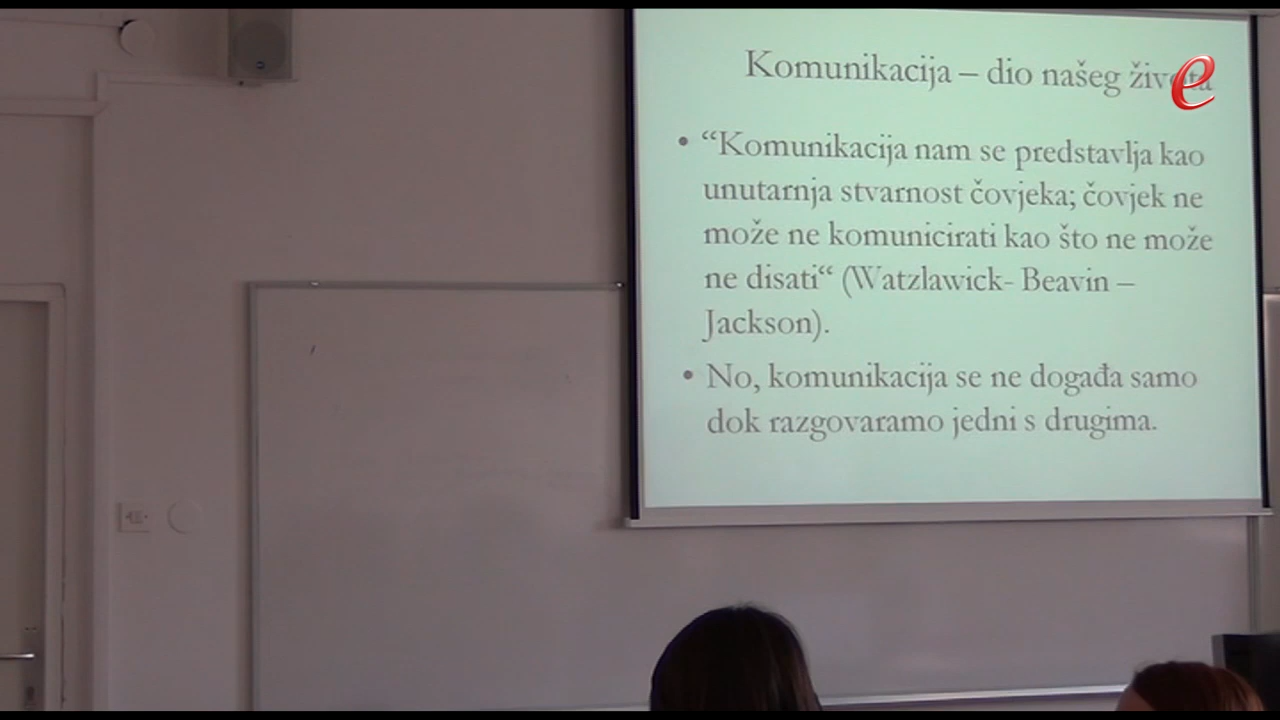 Komunikacija – dio našeg života
• “Komunikacija nam se predstavlja kao
unutarnja stvarnost čovjeka; čovjek ne
može ne komunicirati kao što ne može
ne disati“ (Watzlawick- Beavin –
Jackson).
• No, komunikacija se ne događa samo
dok razgovaramo jedni s drugima.
e